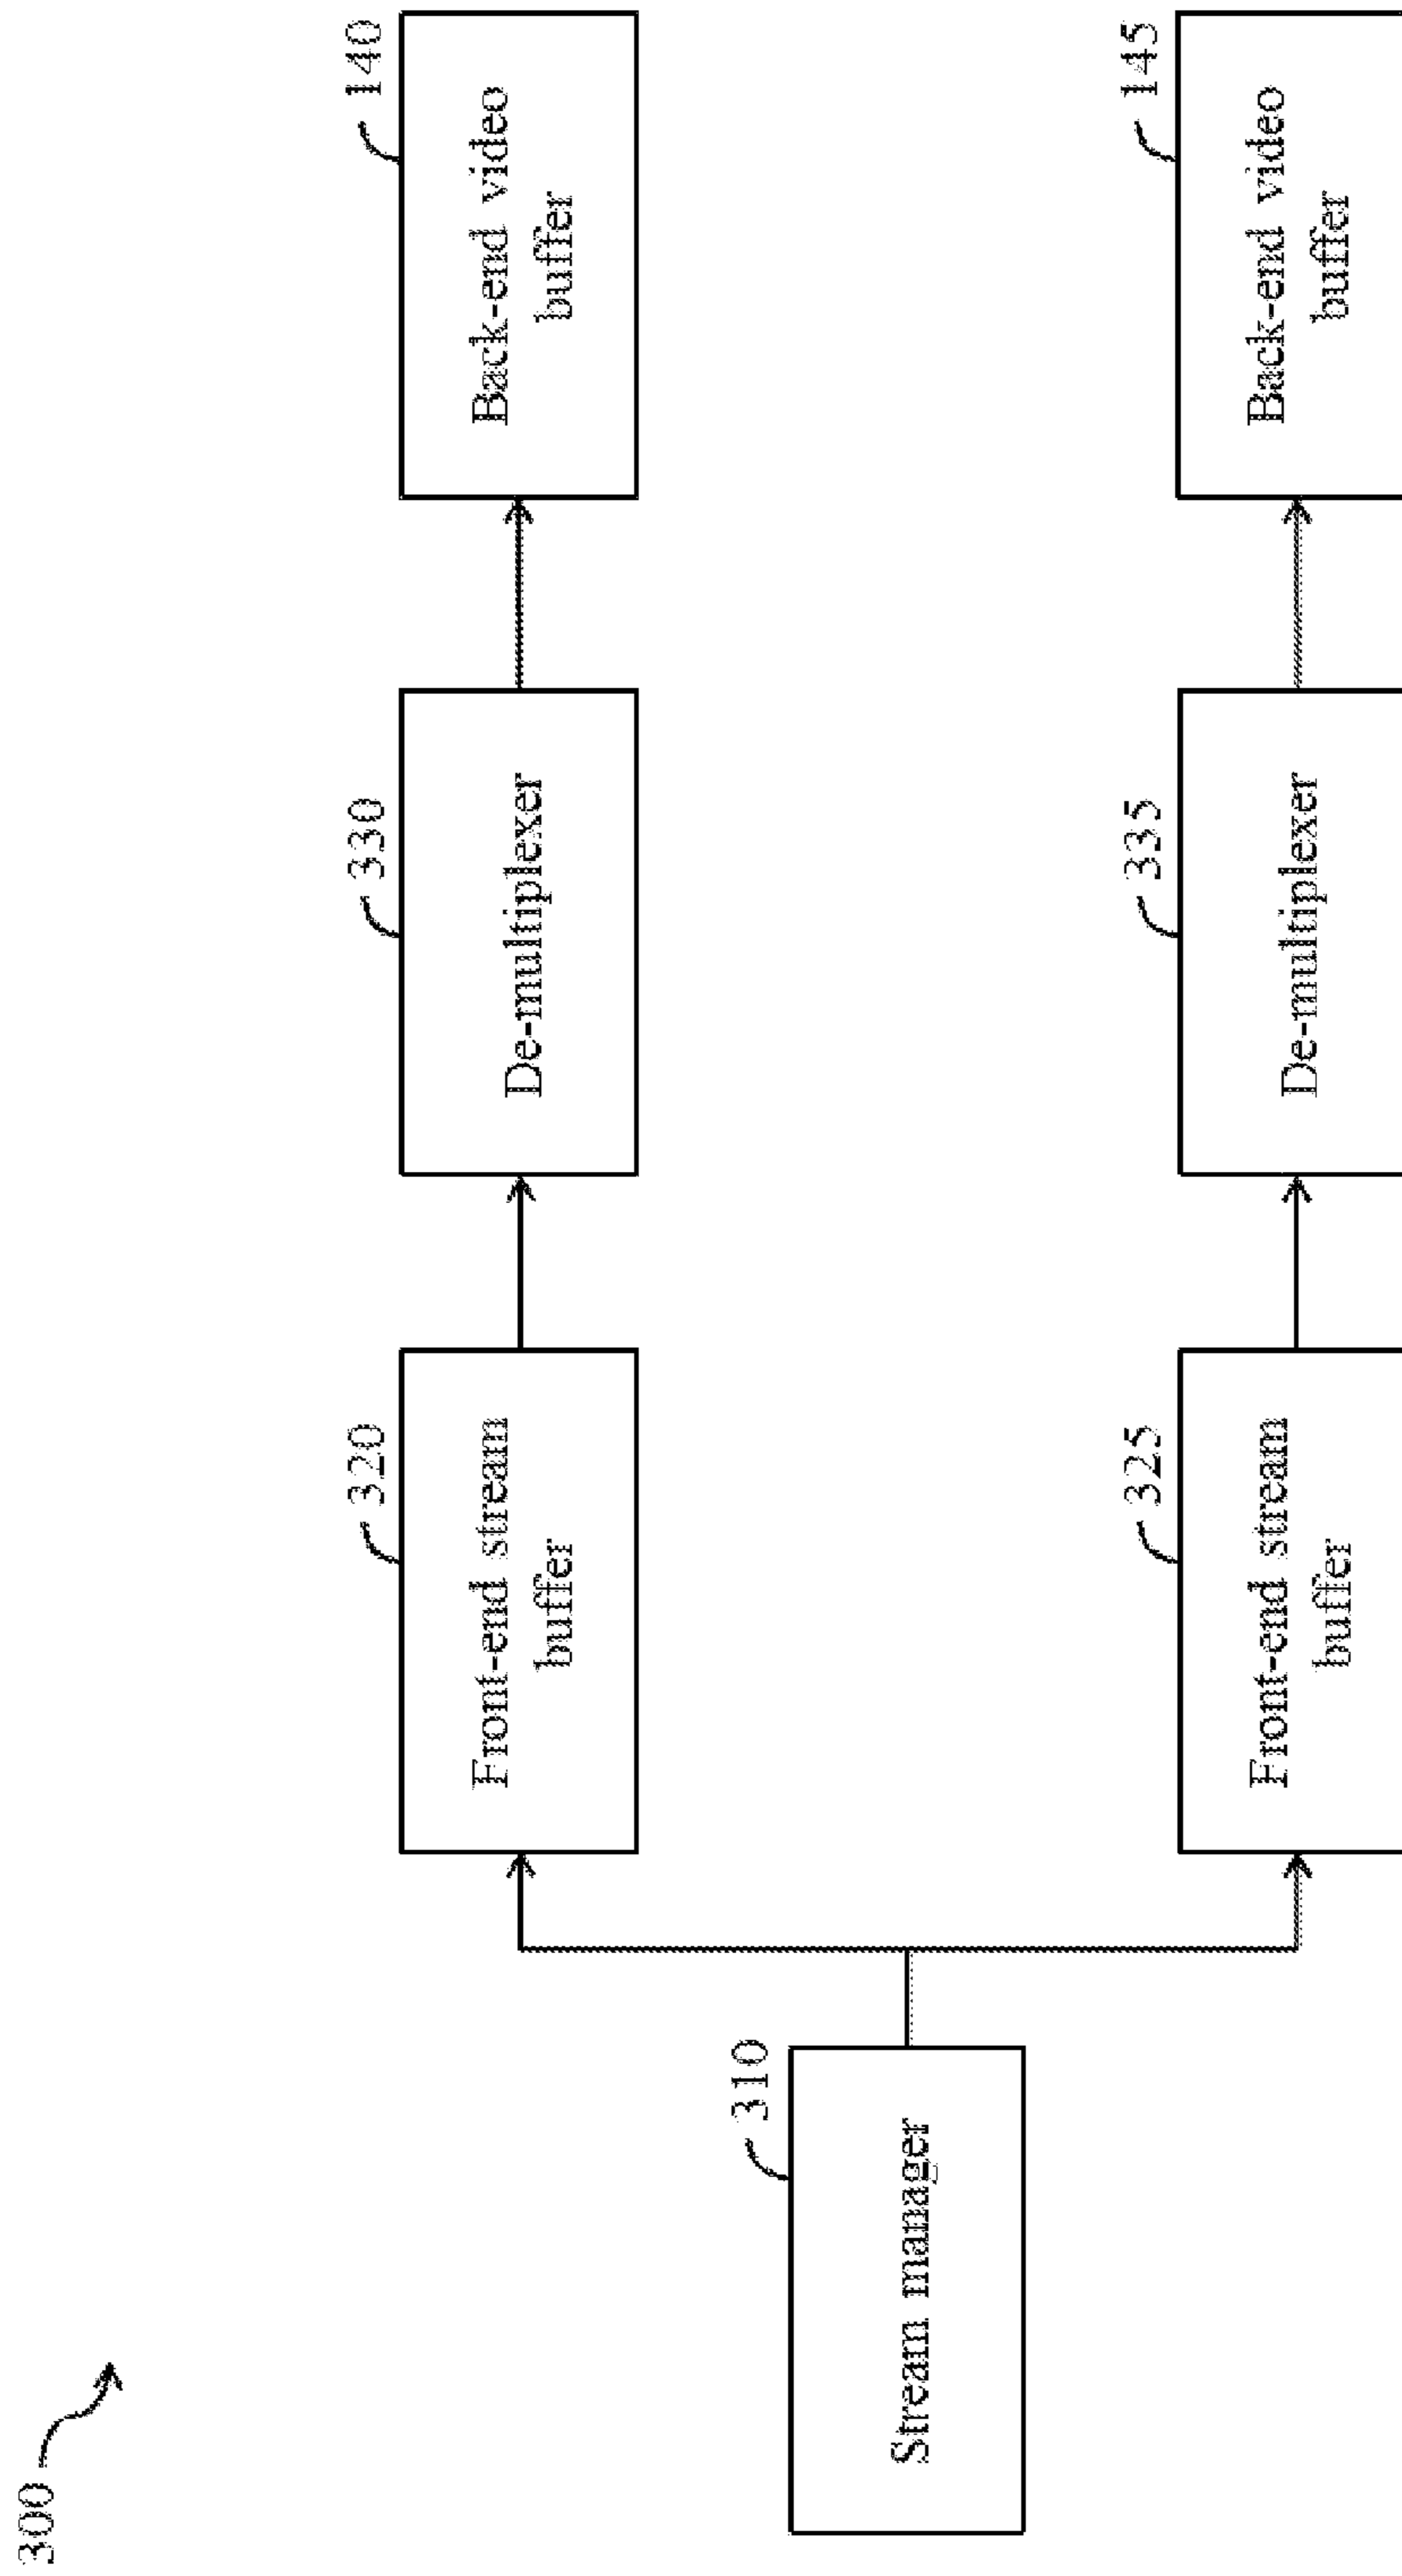 300
310
Stream manager
320
Front-end stream
buffer
330
De-multiplexer
140
Back-end video
buffer
325
Front-end stream
buffer
335
De-multiplexer
145
Back-end video
buffer